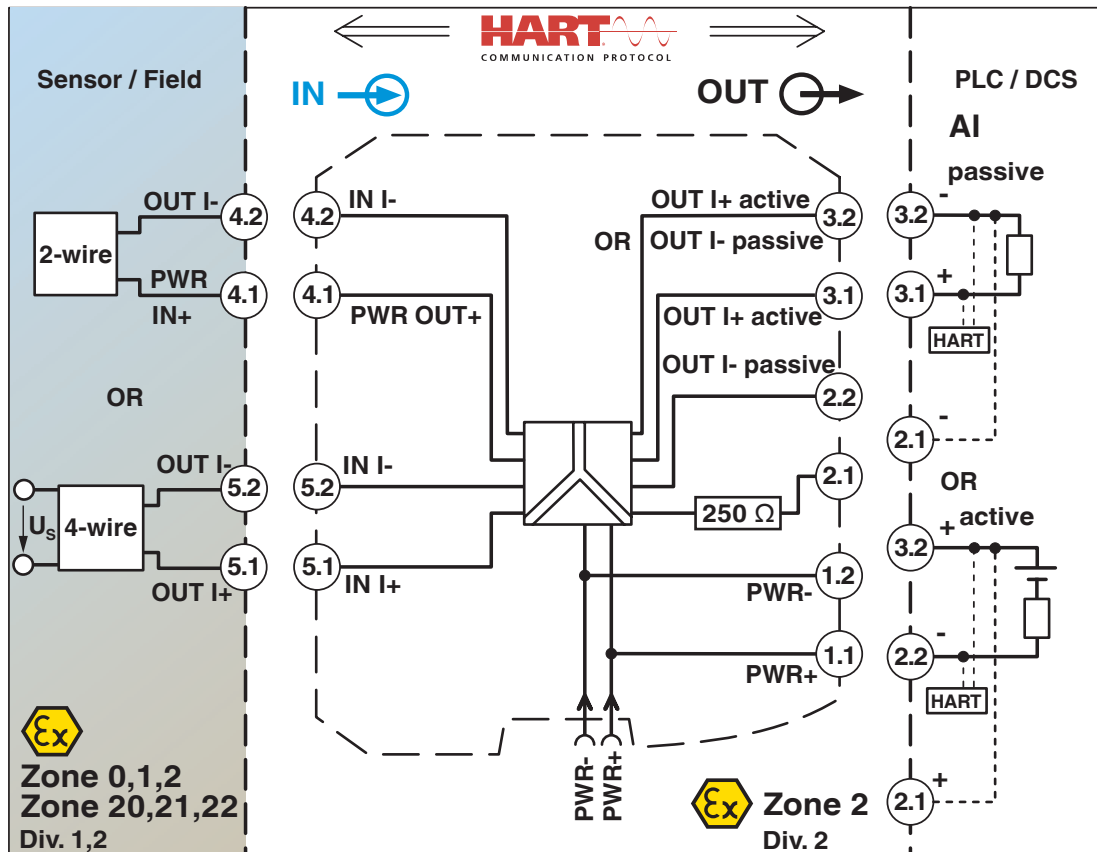 HART
COMMUNICATION PROTOCOL
Sensor / Field
IN
OUT
PLC / DCS
AI
passive
OUT I-
4.2
2-wire
PWR
IN+
4.1
OR
OUT I-
5.2
4-wire
US
5.1
OUT I+
Ex
Zone 0,1,2
Zone 20,21,22
Div. 1,2
4.2
IN I-
4.1
PWR OUT+
5.2
IN I-
5.1
IN I+
OUT I+ active
OR
OUT I- passive
3.2
3.1
OUT I+ active
OUT I- passive
2.2
2.1
250 Ω
1.2
PWR-
1.1
PWR+
PWR-
PWR+
Ex
Zone 2
Div. 2
3.2
-
3.1
+
HART
2.1
-
OR
active
3.2
+
2.2
-
HART
2.1
+